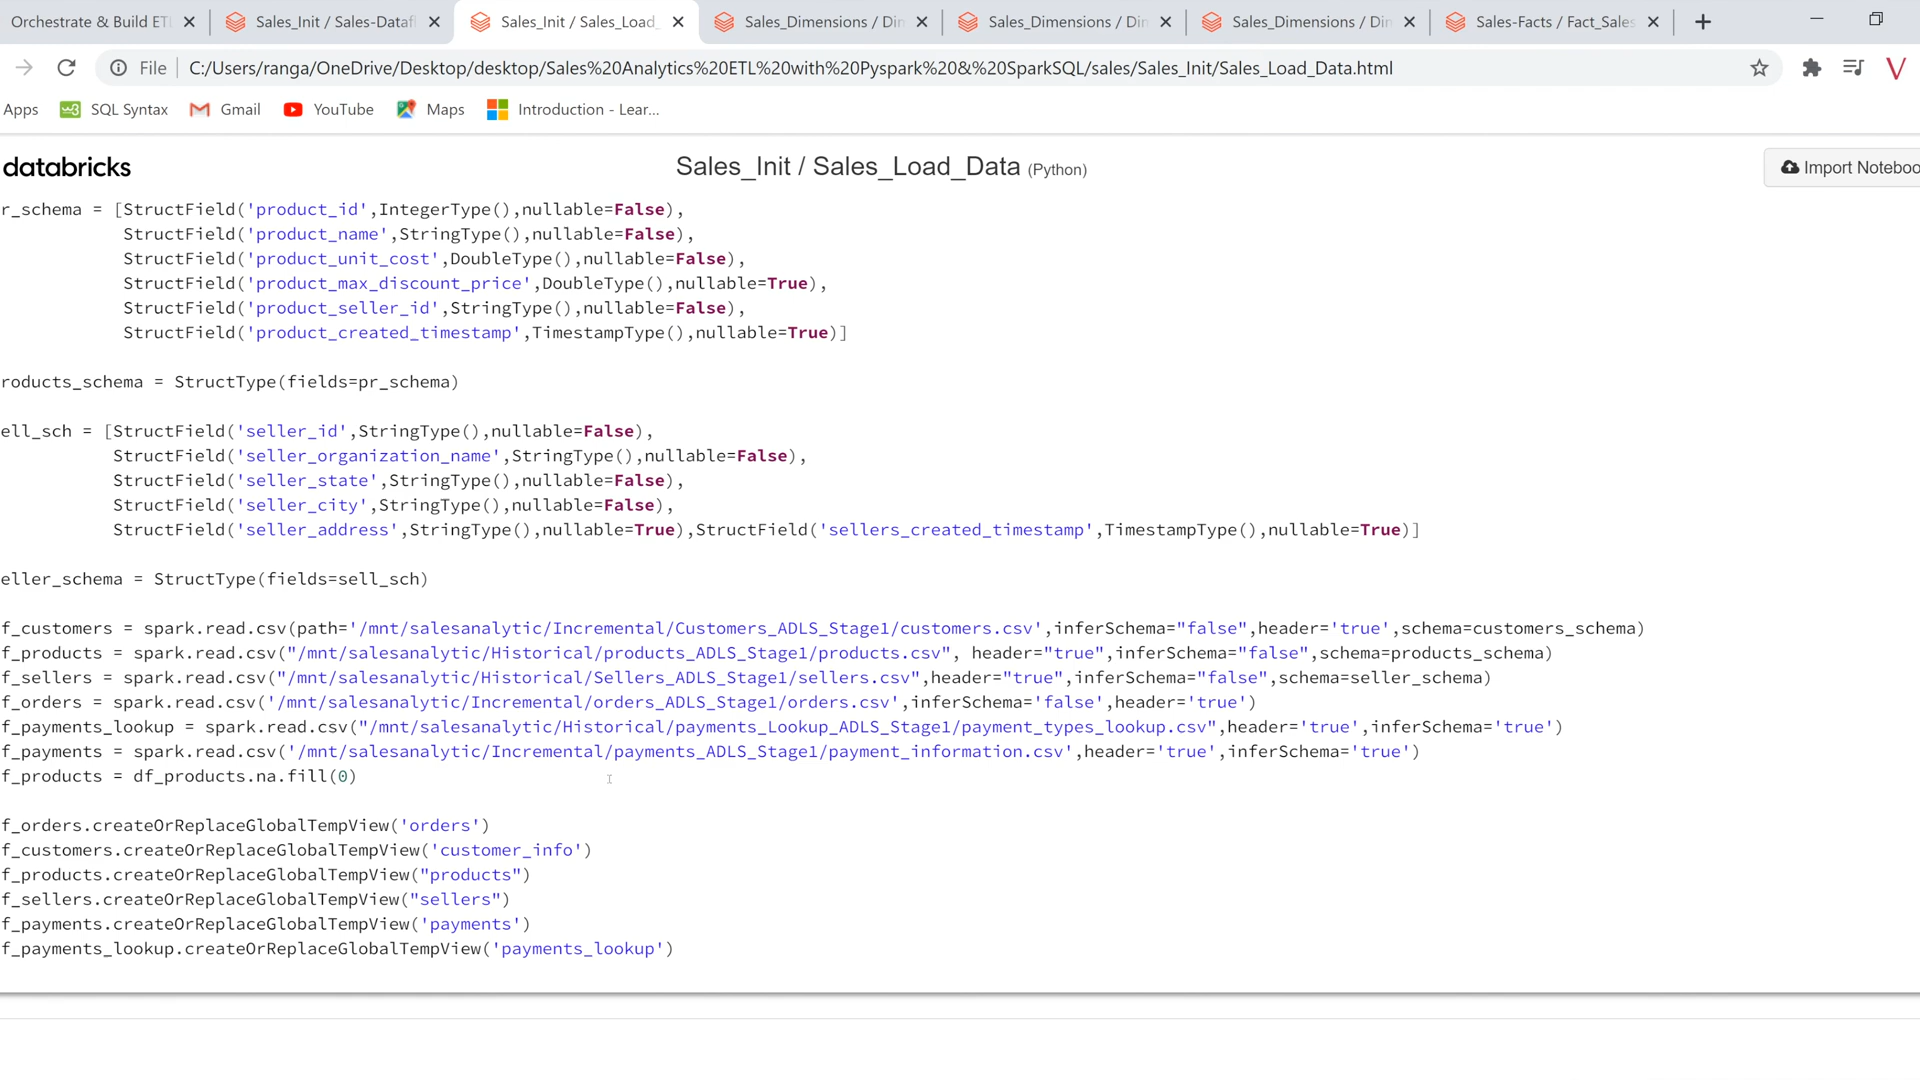 Orchestrate & Build ETL
Sales_Init / Sales-Datafl
Sales_Init / Sales_Load_
Sales_Dimensions / Dim
Sales_Dimensions / Dim
Sales_Dimensions / Dim
Sales-Facts / Fact_Sales
File
C:/Users/ranga/OneDrive/Desktop/desktop/Sales%20Analytics%20ETL%20with%20Pyspark%20&%20SparkSQL/sales/Sales_Init/Sales_Load_Data.html
Apps
SQL Syntax
Gmail
YouTube
Maps
Introduction - Lear...
databricks
Sales_Init / Sales_Load_Data (Python)
Import Noteboo
r_schema = [StructField('product_id',IntegerType(),nullable=False),
StructField('product_name',StringType(),nullable=False),
StructField('product_unit_cost',DoubleType(),nullable=False),
StructField('product_max_discount_price',DoubleType(),nullable=True),
StructField('product_seller_id',StringType(),nullable=False),
StructField('product_created_timestamp',TimestampType(),nullable=True)]
roducts_schema = StructType(fields=pr_schema)
ell_sch = [StructField('seller_id',StringType(),nullable=False),
StructField('seller_organization_name',StringType(),nullable=False),
StructField('seller_state',StringType(),nullable=False),
StructField('seller_city',StringType(),nullable=False),
StructField('seller_address',StringType(),nullable=True),StructField('sellers_created_timestamp',TimestampType(),nullable=True)]
eller_schema = StructType(fields=sell_sch)
f_customers = spark.read.csv(path='/mnt/salesanalytic/Incremental/Customers_ADLS_Stage1/customers.csv',inferSchema="false",header='true',schema=customers_schema)
f_products = spark.read.csv("/mnt/salesanalytic/Historical/products_ADLS_Stage1/products.csv", header="true",inferSchema="false",schema=products_schema)
f_sellers = spark.read.csv("/mnt/salesanalytic/Historical/Sellers_ADLS_Stage1/sellers.csv",header="true",inferSchema="false",schema=seller_schema)
f_orders = spark.read.csv('/mnt/salesanalytic/Incremental/orders_ADLS_Stage1/orders.csv',inferSchema='false',header='true')
f_payments_lookup = spark.read.csv("/mnt/salesanalytic/Historical/payments_Lookup_ADLS_Stage1/payment_types_lookup.csv",header='true',inferSchema='true')
f_payments = spark.read.csv('/mnt/salesanalytic/Incremental/payments_ADLS_Stage1/payment_information.csv',header='true',inferSchema='true')
f_products = df_products.na.fill(0)
f_orders.createOrReplaceGlobalTempView('orders')
f_customers.createOrReplaceGlobalTempView('customer_info')
f_products.createOrReplaceGlobalTempView("products")
f_sellers.createOrReplaceGlobalTempView("sellers")
f_payments.createOrReplaceGlobalTempView('payments')
f_payments_lookup.createOrReplaceGlobalTempView('payments_lookup')